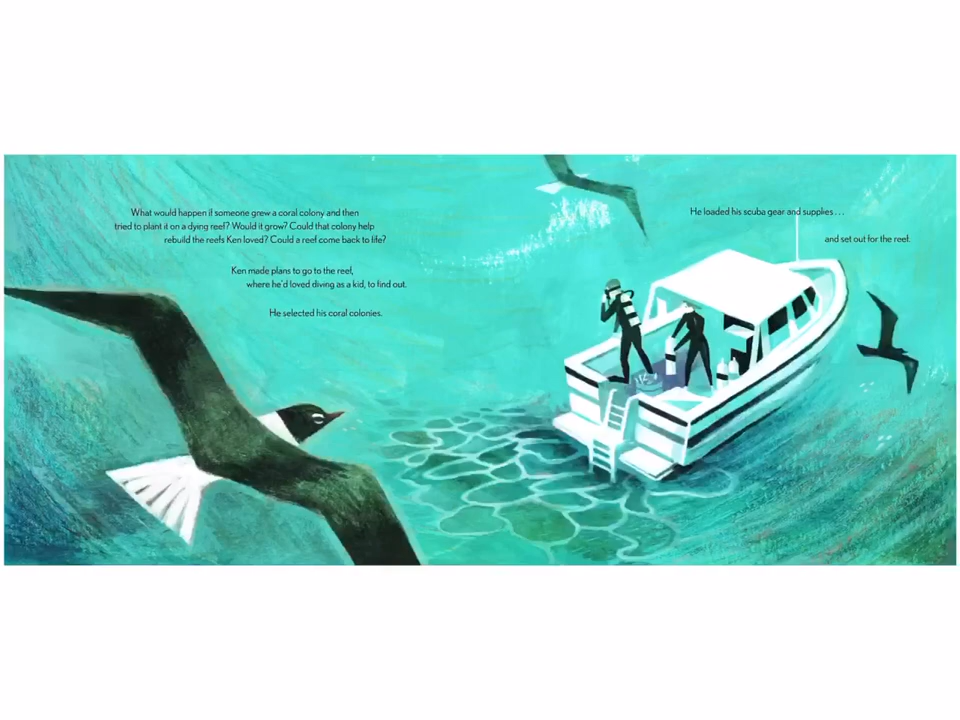 What would happen if someone grew a coral colony and then
tried to plant it on a dying reef? Would it grow? Could that colony help
rebuild the reefs Ken loved? Could a reef come back to life?
Ken made plans to go to the reef,
where he'd loved diving as a kid, to find out.
He selected his coral colonies.
He loaded his scuba gear and supplies . . .
and set out for the reef.